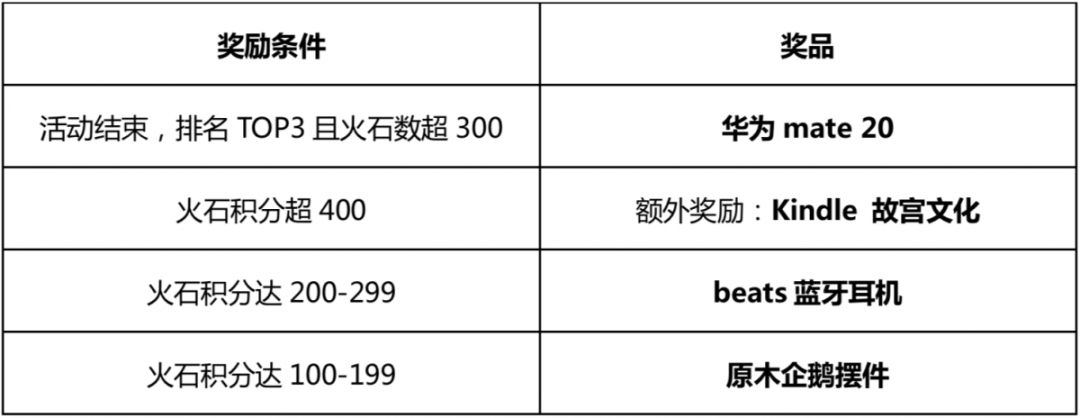 奖励条件 奖品
活动结束，排名 TOP3 且火石数超 300 华为 mate 20
火石积分超 400 额外奖励：Kindle 故宫文化
火石积分达 200-299 beats 蓝牙耳机
火石积分达 100-199 原木企鹅摆件